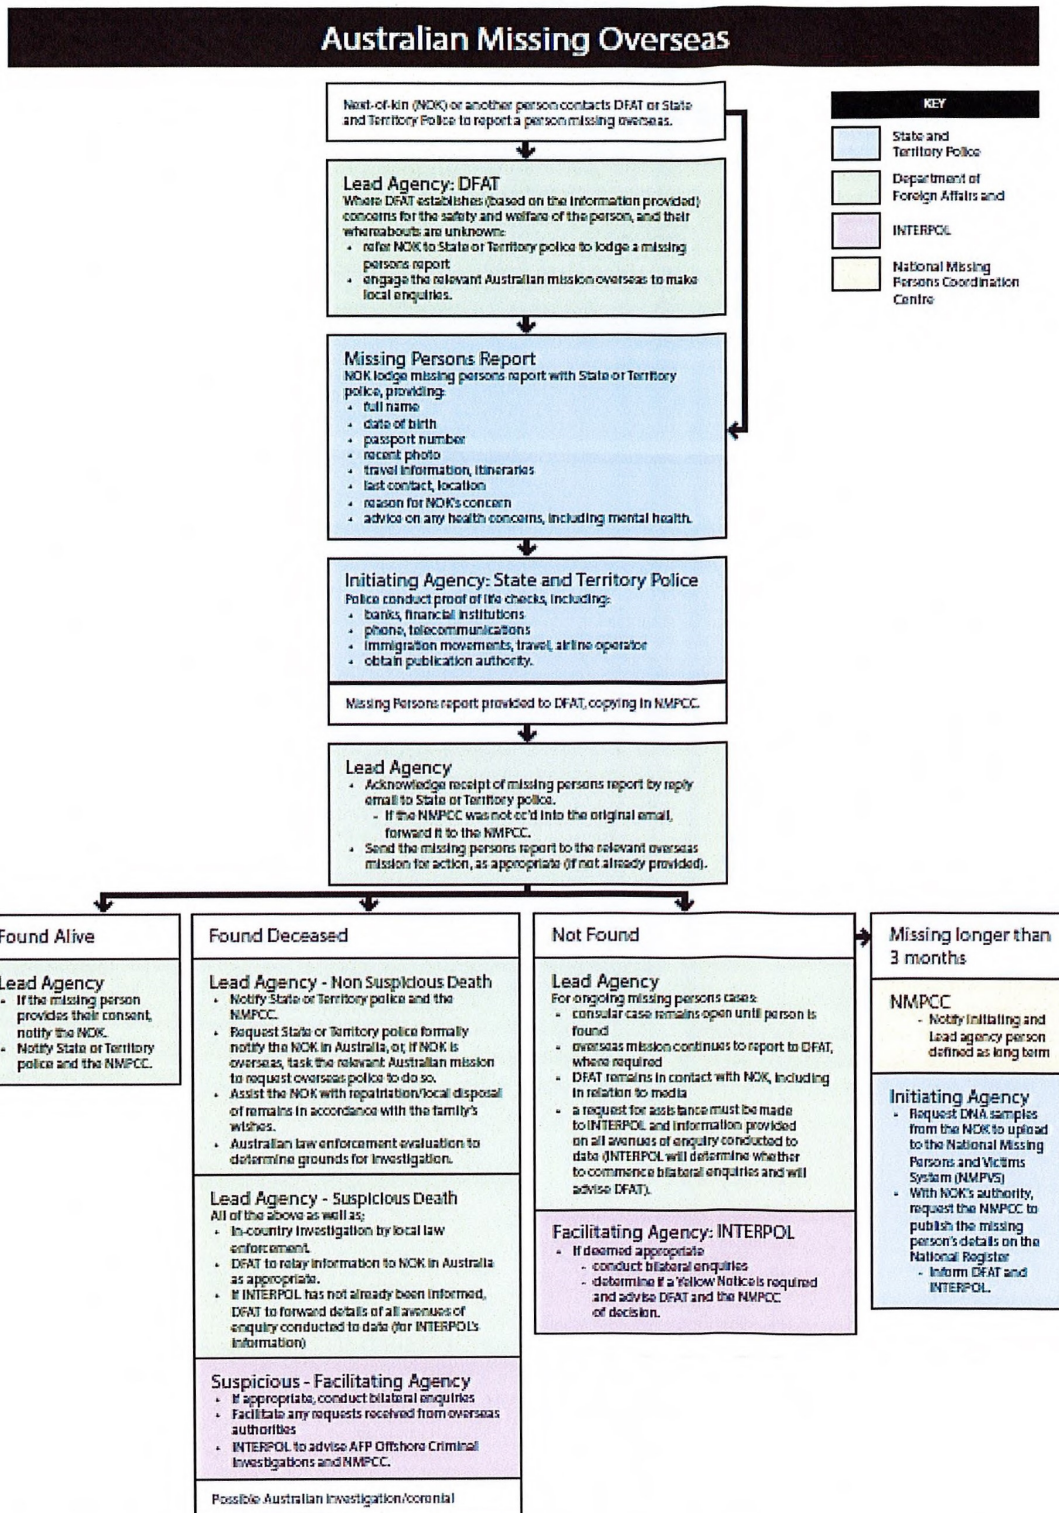 Australian Missing Overseas
Next-of-kin (NOK) or another person contacts DFAT or State
and Territory Police to report a person missing overseas.
KEY
State and
Territory Police
Department of
Foreign Affairs and
INTERPOL
National Missing
Persons Coordination
Centre
Lead Agency: DFAT
Where DFAT establishes (based on the information provided)
concerns for the safety and welfare of the person, and their
whereabouts are unknown:
• refer NOK to State or Territory police to lodge a missing
persons report
• engage the relevant Australian mission overseas to make
local enquiries.
Missing Persons Report
NOK lodge missing persons report with State or Territory
police, providing:
• full name
• date of birth
• passport number
• recent photo
• travel information, itineraries
• last contact, location
• reason for NOK's concern
• advice on any health concerns, including mental health.
Initiating Agency: State and Territory Police
Police conduct proof of life checks, including:
• banks, financial institutions
• phone, telecommunications
• immigration movements, travel, airline operator
• obtain publication authority.
Missing Persons report provided to DFAT, copying in NMPCC.
Lead Agency
• Acknowledge receipt of missing persons report by reply
email to State or Territory police.
- If the NMPCC was not cc'd into the original email,
forward it to the NMPCC.
• Send the missing persons report to the relevant overseas
mission for action, as appropriate (if not already provided).
Found Alive
Lead Agency
• If the missing person
provides their consent,
notify the NOK.
• Notify State or Territory
police and the NMPCC.
Found Deceased
Lead Agency - Non Suspicious Death
• Notify State or Territory police and the
NMPCC.
• Request State or Territory police formally
notify the NOK in Australia, or, if NOK is
overseas, task the relevant Australian mission
to request overseas police to do so.
• Assist the NOK with repatriation/local disposal
of remains in accordance with the family's
wishes.
• Australian law enforcement evaluation to
determine grounds for investigation.
Lead Agency - Suspicious Death
All of the above as well as;
• In-country investigation by local law
enforcement.
• DFAT to relay information to NOK in Australia
as appropriate.
• If INTERPOL has not already been informed,
DFAT to forward details of all avenues of
enquiry conducted to date (for INTERPOL's
information)
Suspicious - Facilitating Agency
• If appropriate, conduct bilateral enquiries
• Facilitate any requests received from overseas
authorities
• INTERPOL to advise AFP Offshore Criminal
Investigations and NMPCC.
Possible Australian investigation/coronial
Not Found
Lead Agency
For ongoing missing persons cases:
• consular case remains open until person is
found
• overseas mission continues to report to DFAT,
where required
• DFAT remains in contact with NOK, including
in relation to media
• a request for assistance must be made
to INTERPOL and information provided
on all avenues of enquiry conducted to
date (INTERPOL will determine whether
to commence bilateral enquiries and will
advise DFAT).
Facilitating Agency: INTERPOL
• If deemed appropriate
- conduct bilateral enquiries
- determine if a Yellow Notice is required
and advise DFAT and the NMPCC
of decision.
Missing longer than
3 months
NMPCC
- Notify Initiating and
Lead agency person
defined as long term
Initiating Agency
• Request DNA samples
from the NOK to upload
to the National Missing
Persons and Victims
System (NMPVS)
• With NOK's authority,
request the NMPCC to
publish the missing
person's details on the
National Register
- Inform DFAT and
INTERPOL.